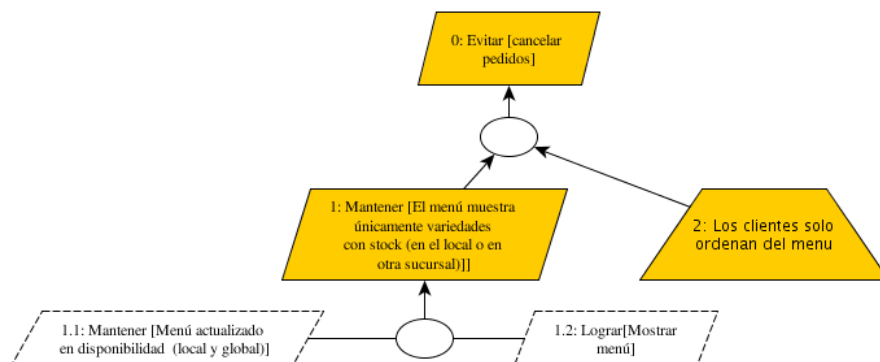 0: Evitar [cancelar
pedidos]
1: Mantener [El menú muestra
únicamente variedades
con stock (en el local o en
otra sucursal)]]
2: Los clientes solo
ordenan del menu
1.1: Mantener [Menú actualizado
en disponibilidad (local y global)]
1.2: Lograr[Mostrar
menú]